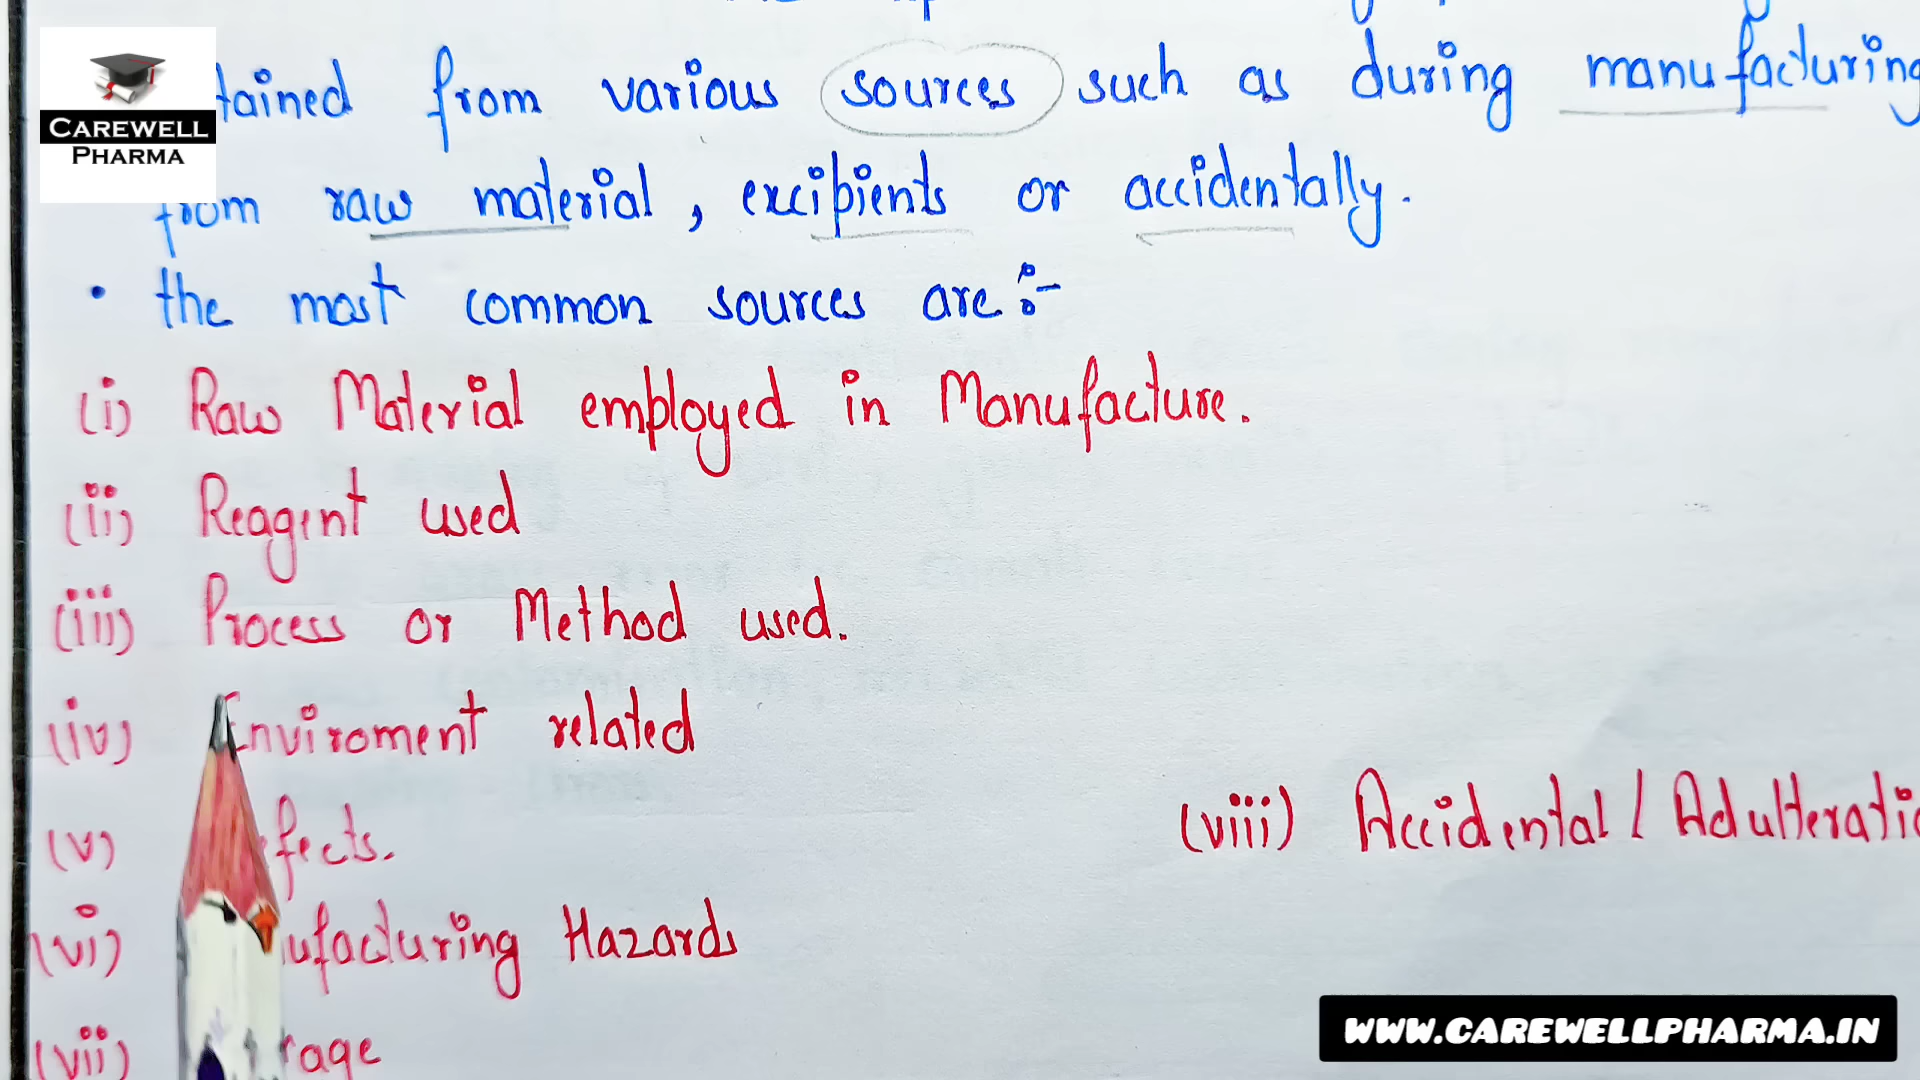 CAREWELL
PHARMA
tained from various sources such as during manufacturing
from raw material, excipients or accidentally.
• the most common sources are :-
(i) Raw Material employed in Manufacture.
(ii) Reagent used
(iii) Process or Method used.
(iv) Enviroment related
(v) fects.
(vi) ufacturing Hazards
(vii) rage
(viii) Accidental / Adulteratio
WWW.CAREWELLPHARMA.IN